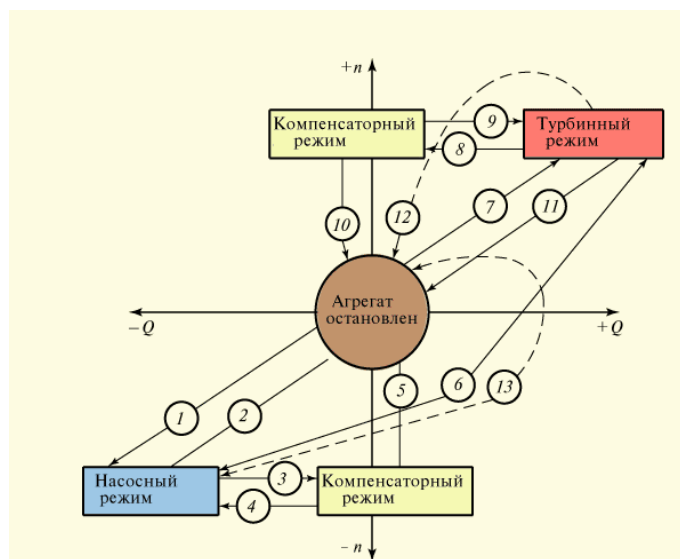 +n
Компенсаторный
режим
9
Турбинный
режим
8
10
12
7
11
Агрегат
остановлен
−Q
+Q
5
6
13
1
2
Насосный
режим
3
4
Компенсаторный
режим
- n